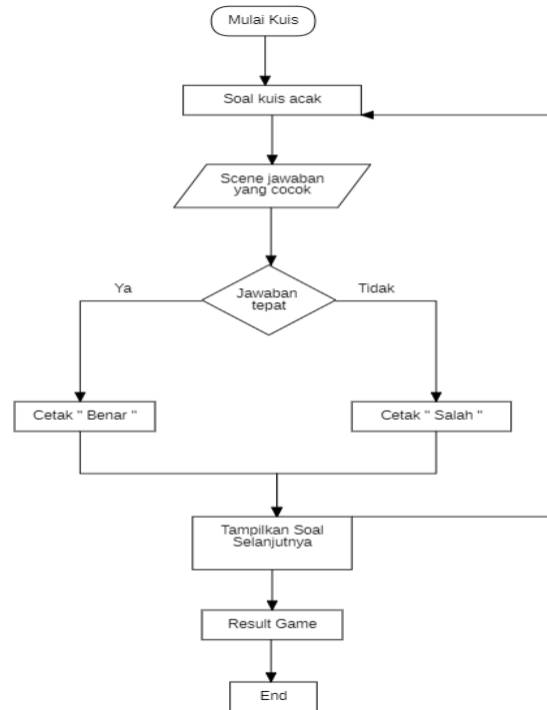 Mulai Kuis
Soal kuis acak
Scene jawaban
yang cocok
Jawaban
tepat
Ya
Tidak
Cetak " Benar "
Cetak " Salah "
Tampilkan Soal
Selanjutnya
Result Game
End